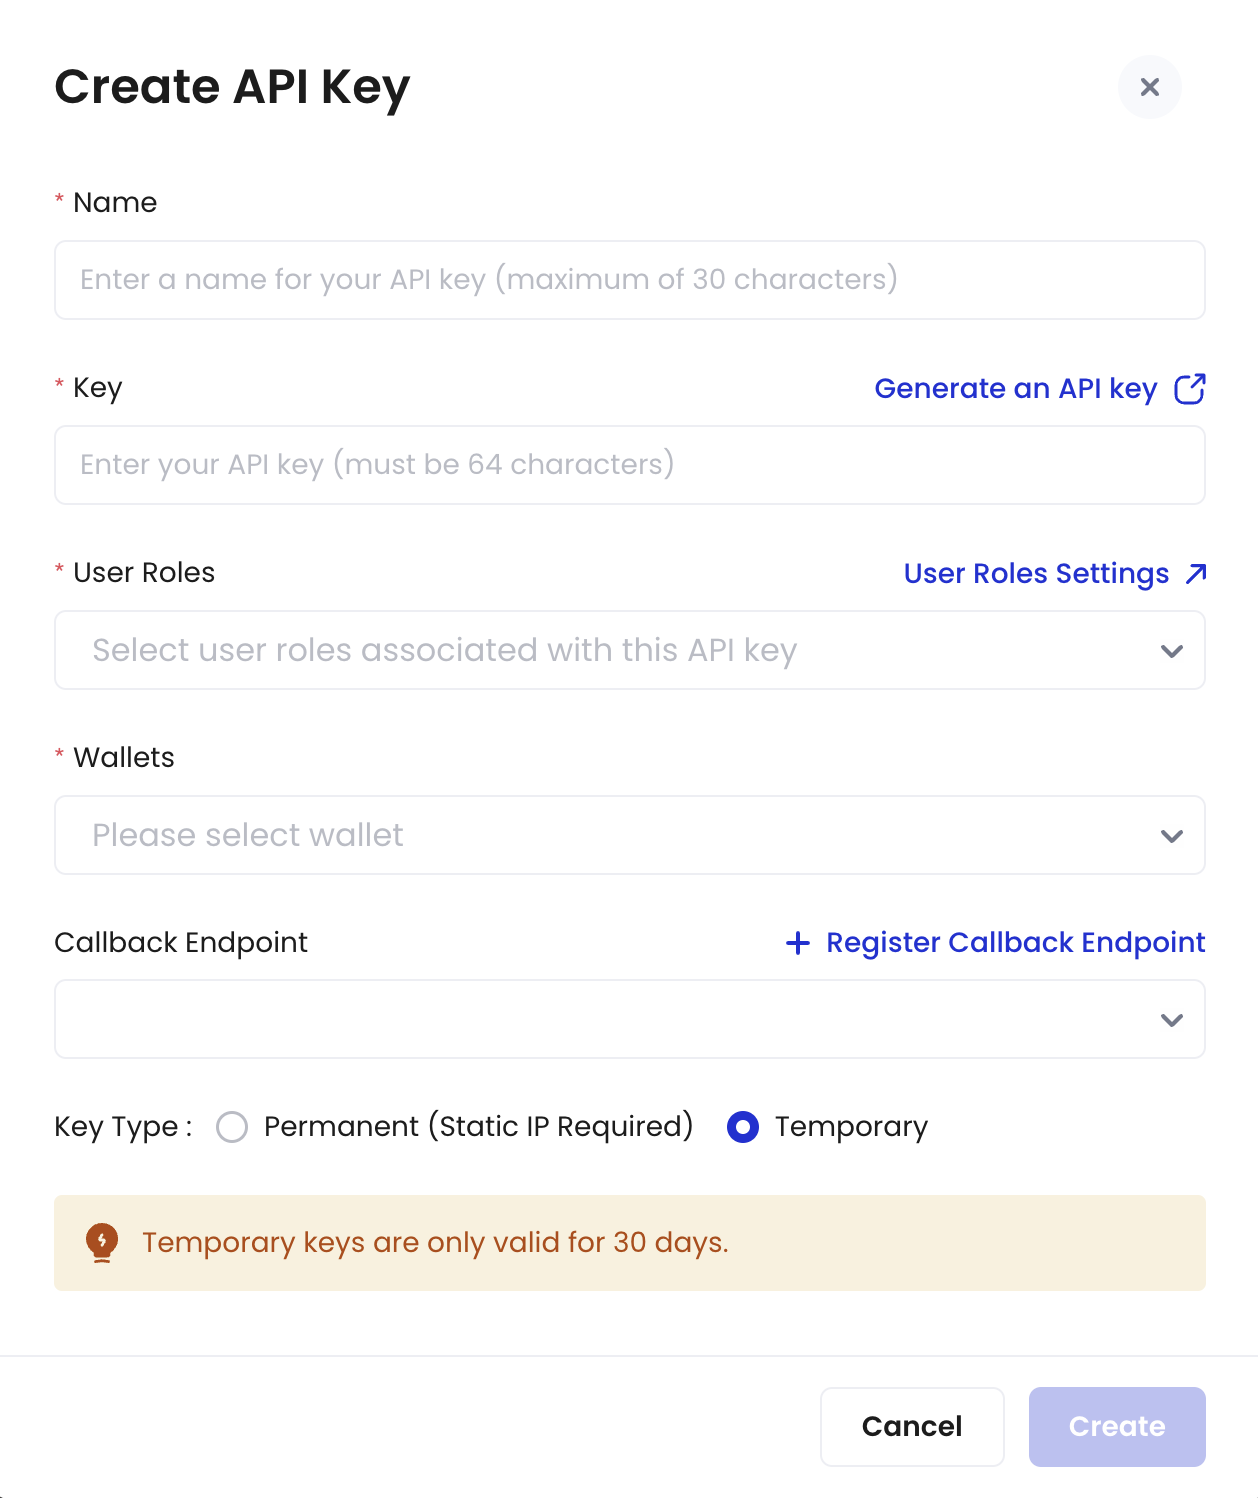 Create API Key
* Name
Enter a name for your API key (maximum of 30 characters)
* Key
Generate an API key
Enter your API key (must be 64 characters)
* User Roles
User Roles Settings
Select user roles associated with this API key
* Wallets
Please select wallet
Callback Endpoint
Register Callback Endpoint
Key Type : Permanent (Static IP Required) Temporary
Temporary keys are only valid for 30 days.
Cancel Create